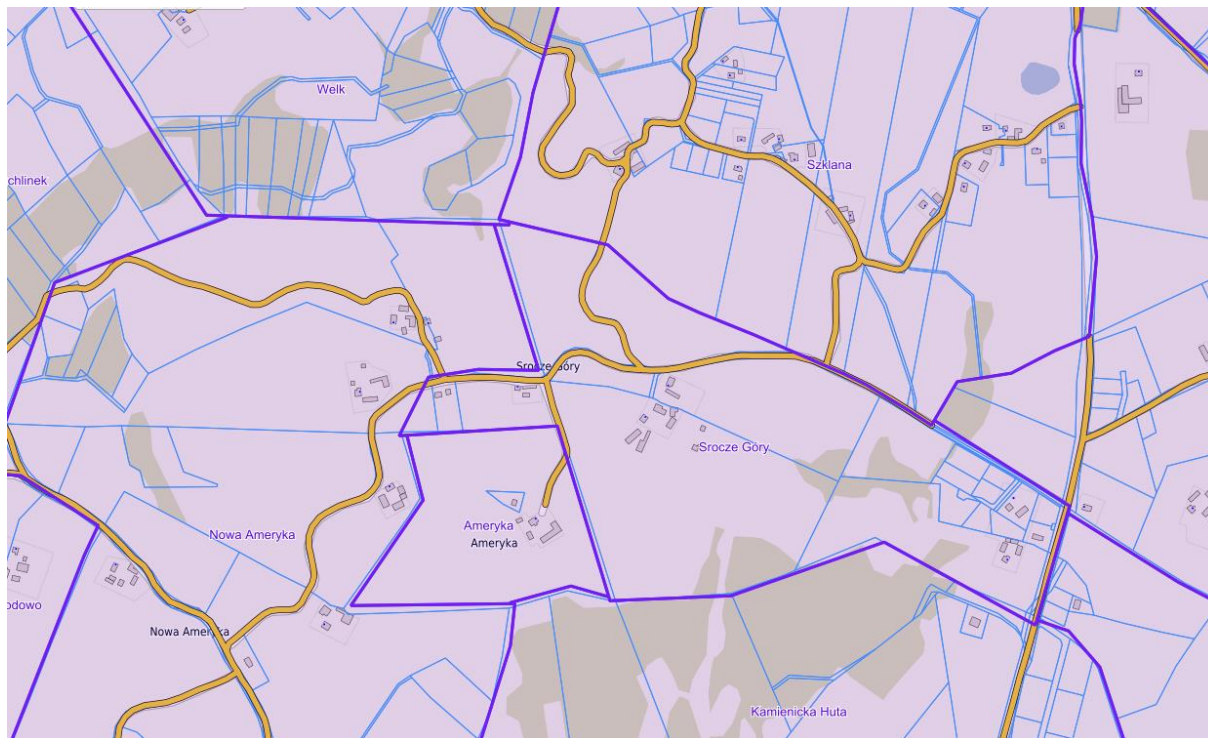 Welk
Szklana
chlinek
Srocze Góry
Srocze Góry
Nowa Ameryka
Ameryka
Ameryka
odowo
Nowa Ameryka
Kamienicka Huta